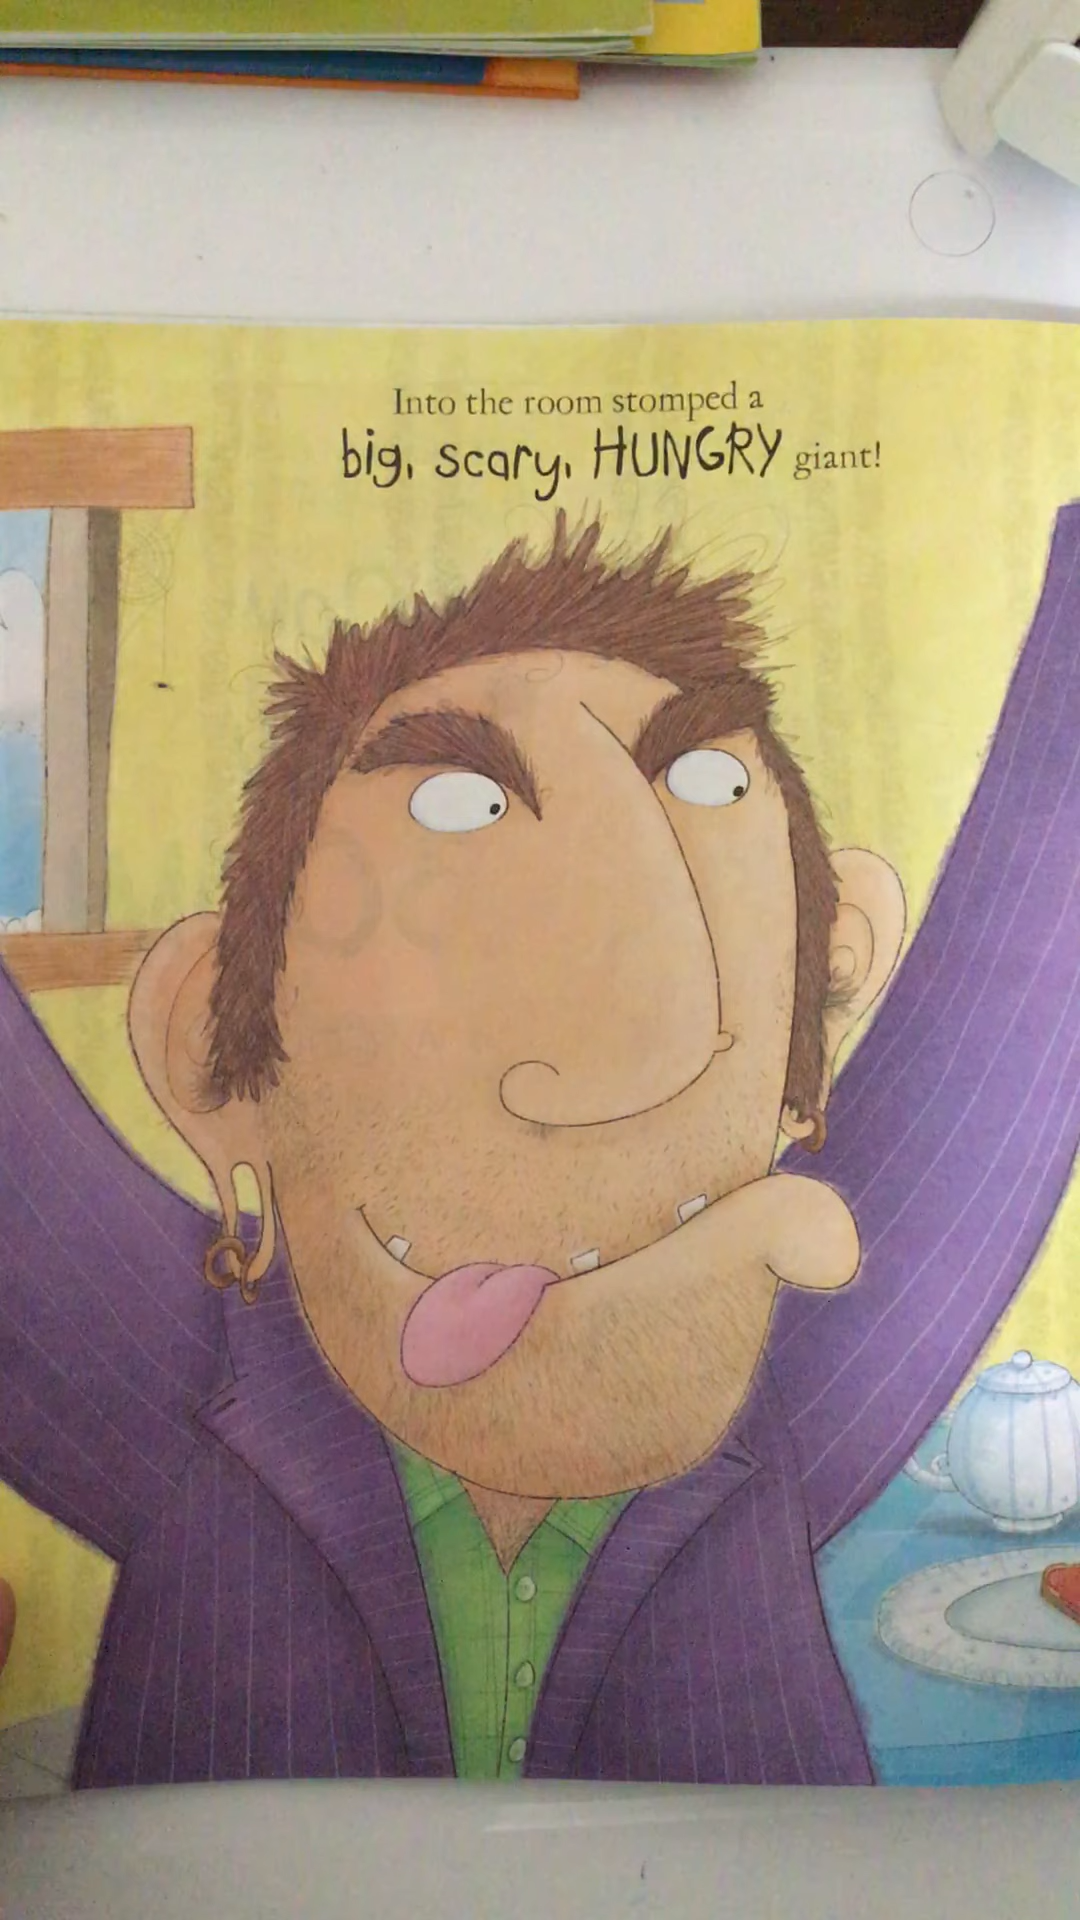 Into the room stomped a
big, scary, HUNGRY giant!